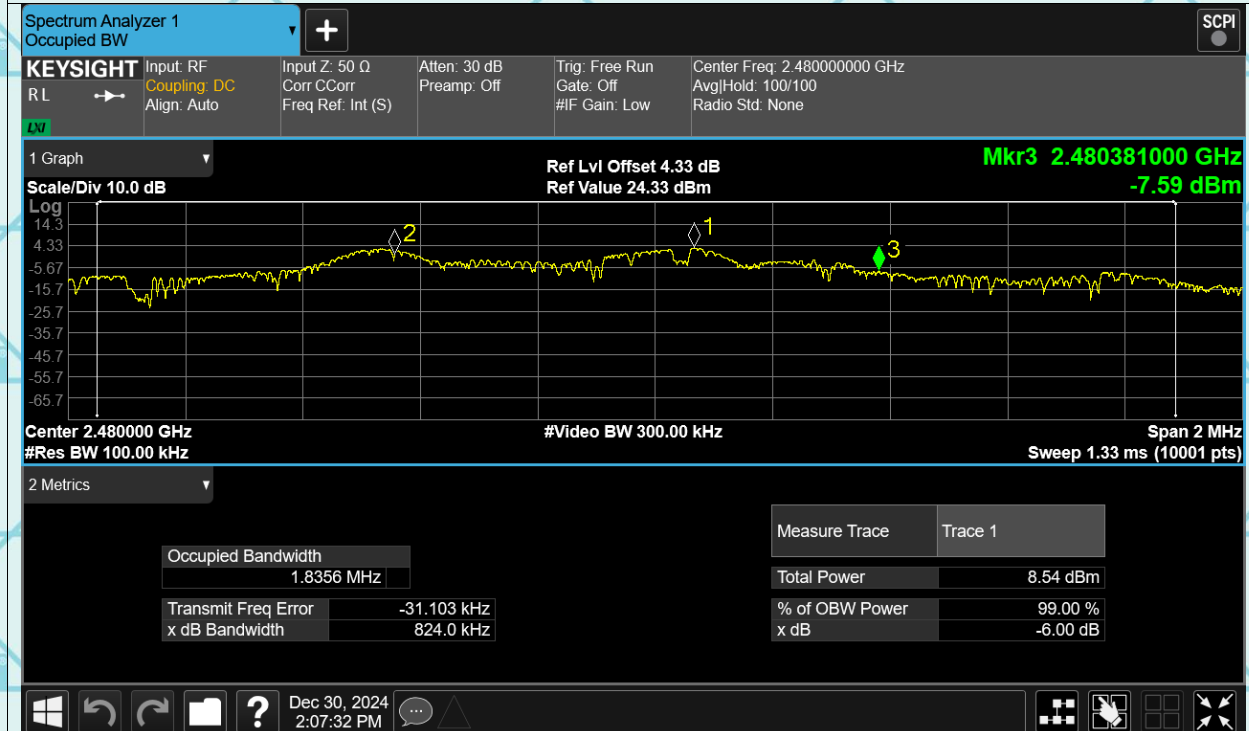 Spectrum Analyzer 1
Occupied BW
+
SCPI
KEYSIGHT
R L
LXI
Input: RF
Coupling: DC
Align: Auto
Input Z: 50 Ω
Corr CCorr
Freq Ref: Int (S)
Atten: 30 dB
Preamp: Off
Trig: Free Run
Gate: Off
#IF Gain: Low
Center Freq: 2.480000000 GHz
Avg|Hold: 100/100
Radio Std: None
1 Graph
Scale/Div 10.0 dB
Ref Lvl Offset 4.33 dB
Ref Value 24.33 dBm
Mkr3 2.480381000 GHz
-7.59 dBm
Log
14.3
4.33
-5.67
-15.7
-25.7
-35.7
-45.7
-55.7
-65.7
2
1
3
Center 2.480000 GHz
#Res BW 100.00 kHz
#Video BW 300.00 kHz
Span 2 MHz
Sweep 1.33 ms (10001 pts)
2 Metrics
Occupied Bandwidth
1.8356 MHz
Transmit Freq Error -31.103 kHz
x dB Bandwidth 824.0 kHz
Measure Trace Trace 1
Total Power 8.54 dBm
% of OBW Power 99.00 %
x dB -6.00 dB
?
Dec 30, 2024
2:07:32 PM